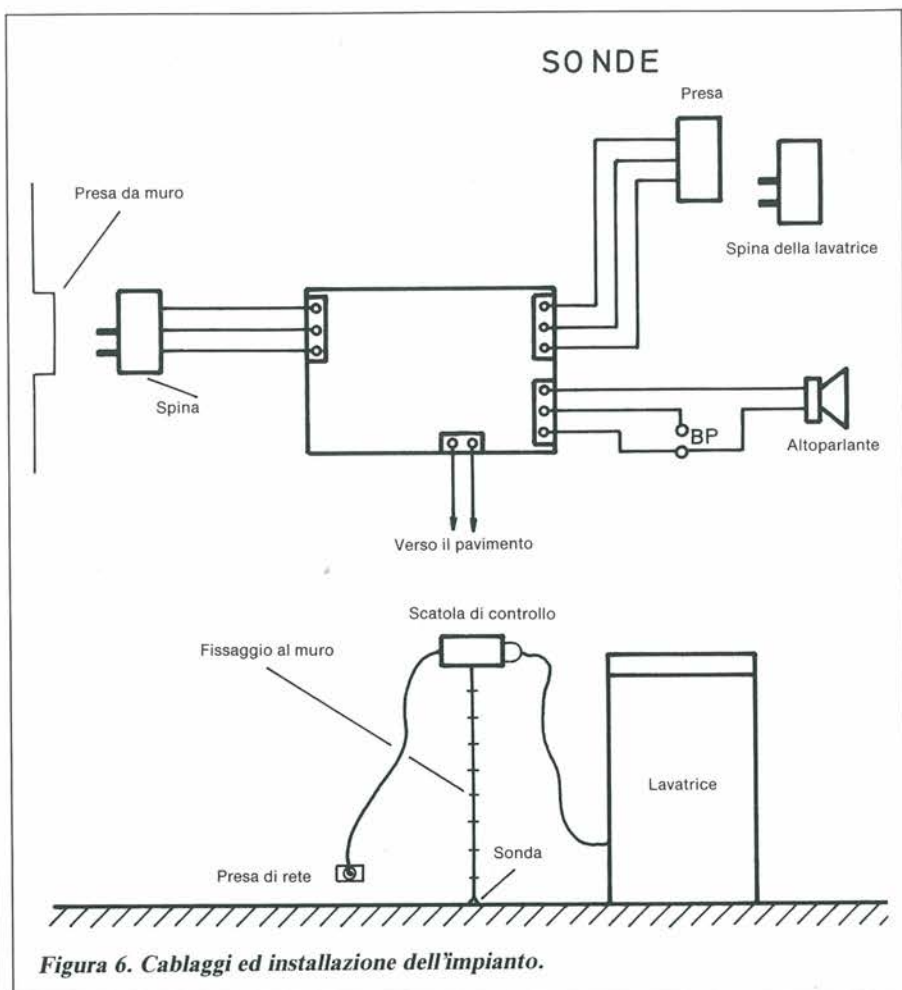 SONDE
Presa
Presa da muro
Spina della lavatrice
Spina
BP
Altoparlante
Verso il pavimento
Scatola di controllo
Fissaggio al muro
Lavatrice
Sonda
Presa di rete
Figura 6. Cablaggi ed installazione dell'impianto.